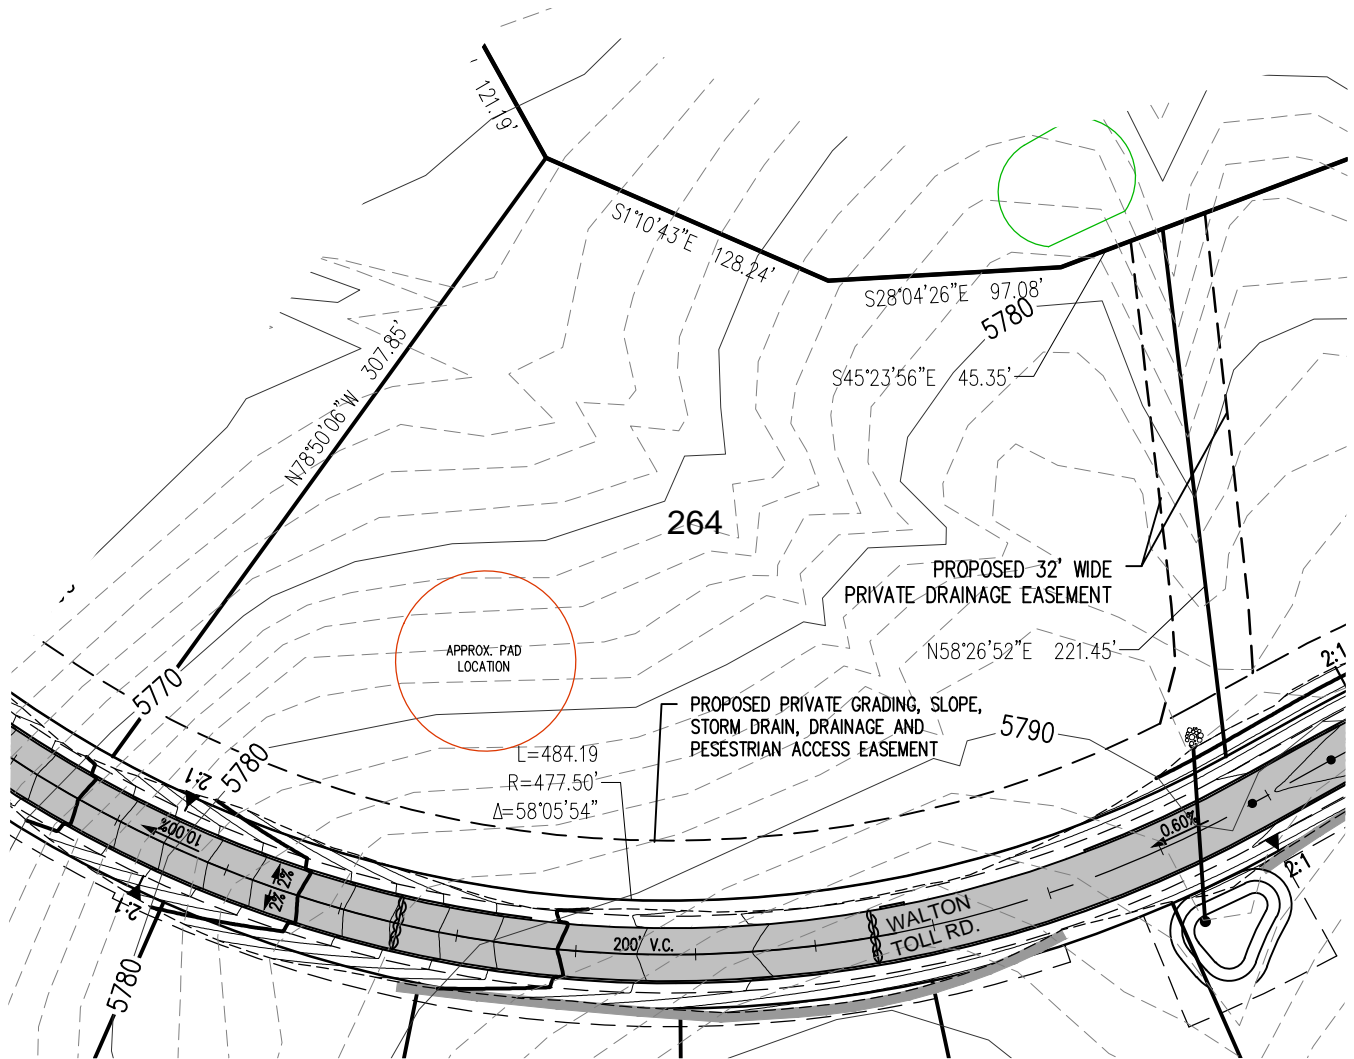 121.19'
S1°10'43"E 128.24'
S28°04'26"E 97.08'
5780
S45°23'56"E 45.35'
N78°50'06"W 307.85'
264
PROPOSED 32' WIDE
PRIVATE DRAINAGE EASEMENT
N58°26'52"E 221.45'
APPROX. PAD
LOCATION
2:1
5770
PROPOSED PRIVATE GRADING, SLOPE,
STORM DRAIN, DRAINAGE AND
PESESTRIAN ACCESS EASEMENT
5790
5780
L=484.19
R=477.50'
Δ=58°05'54"
2:1
10.00%
0.60%
2%
2%
2:1
2:1
WALTON
TOLL RD.
200' V.C.
5780